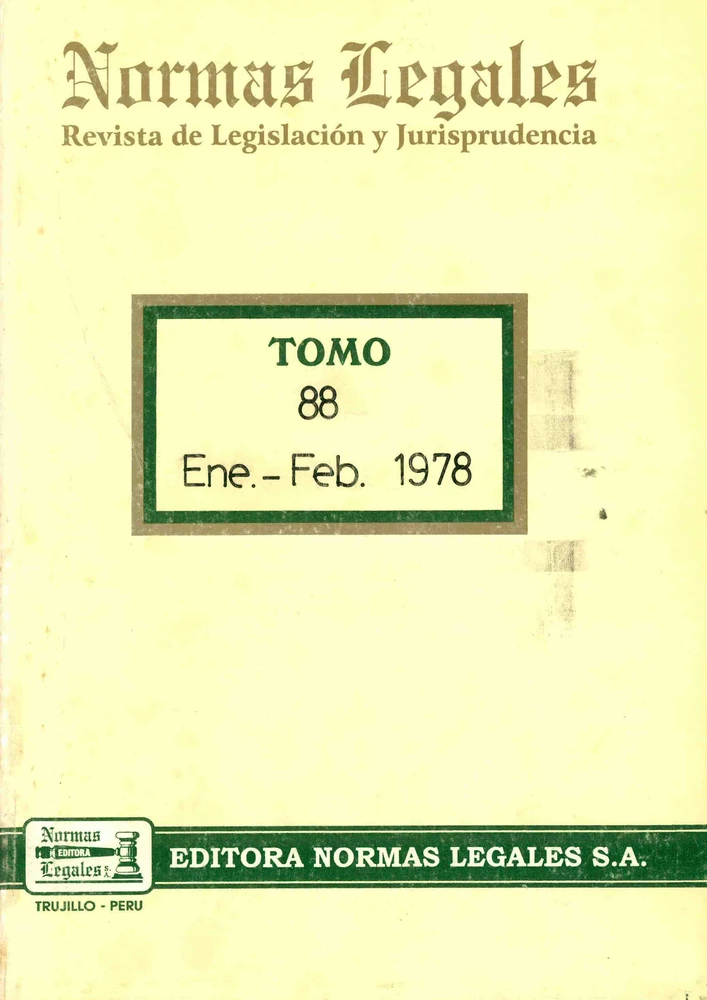 Normas Legales
Revista de Legislación y Jurisprudencia
TOMO
88
Ene.- Feb. 1978
Normas
EDITORA
Legales S.A.
EDITORA NORMAS LEGALES S.A.
TRUJILLO - PERU